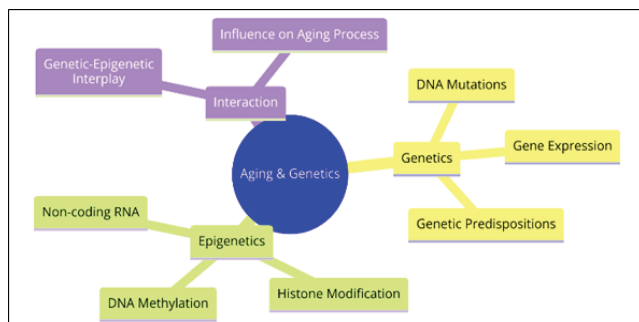 Influence on Aging Process
Genetic-Epigenetic
Interplay
Interaction
DNA Mutations
Gene Expression
Genetics
Aging & Genetics
Genetic Predispositions
Non-coding RNA
Epigenetics
DNA Methylation
Histone Modification